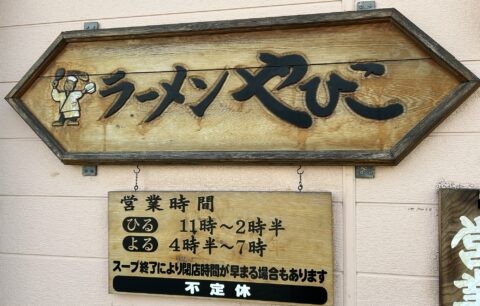 ラーメンやひこ
営業時間
ひる 11時〜2時半
よる 4時半〜7時
スープ終了により閉店時間が早まる場合もあります
不定休